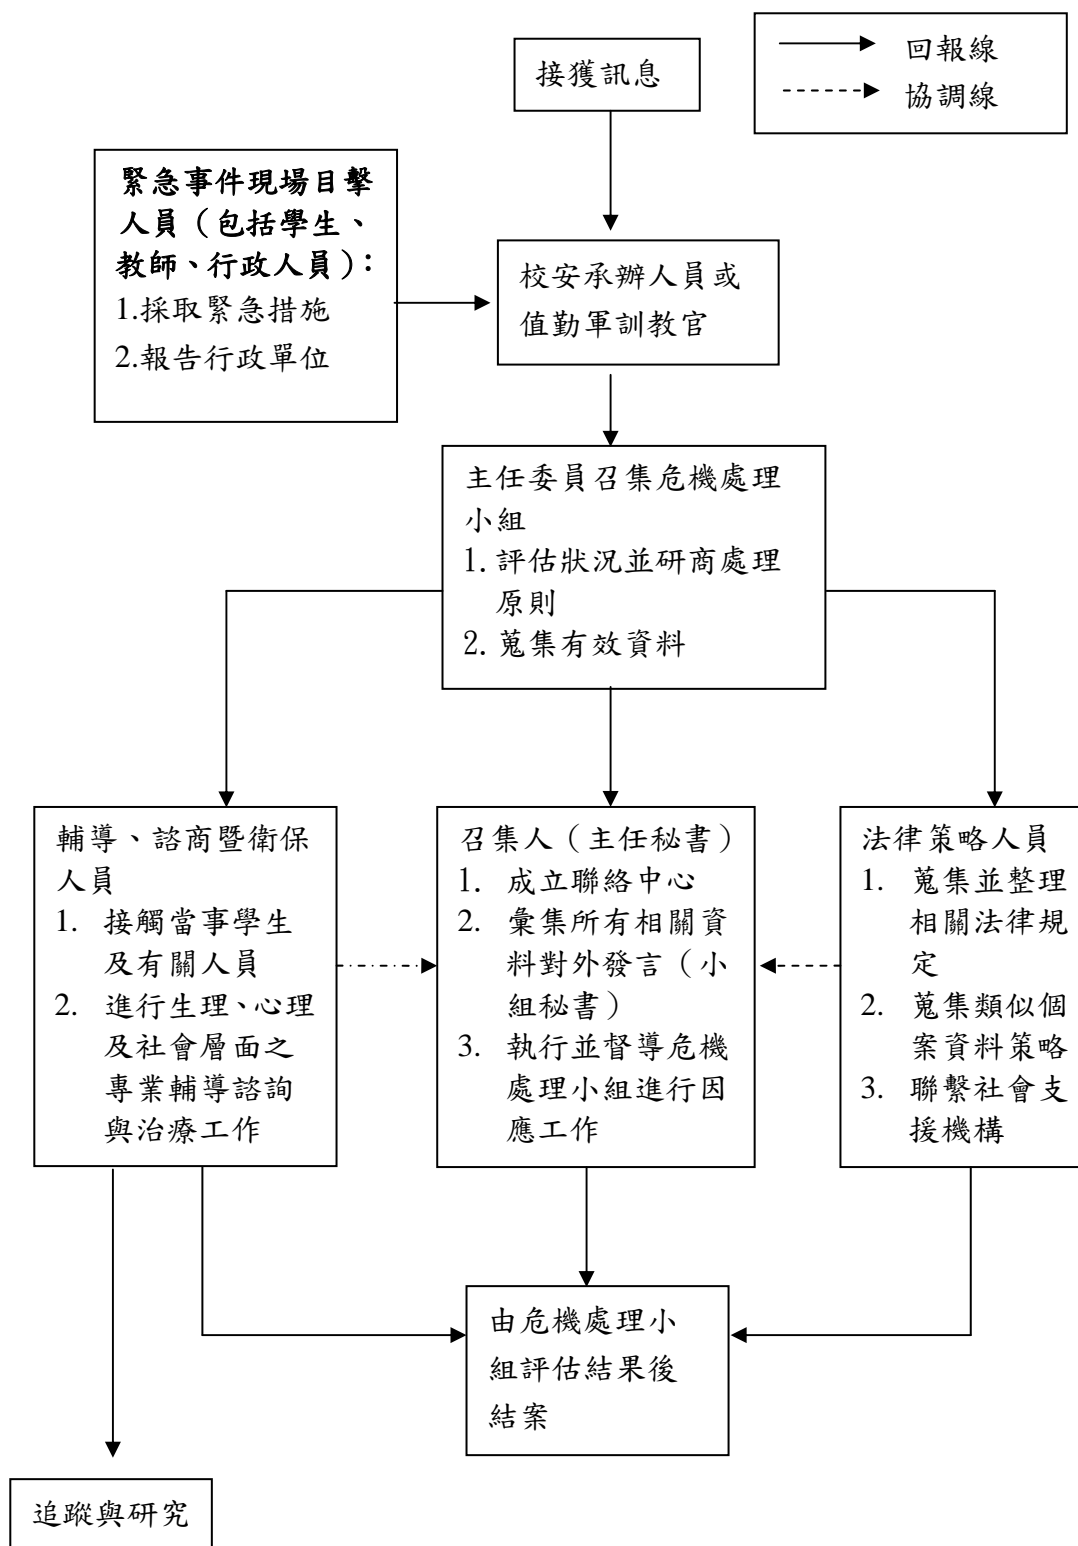 接獲訊息
回報線
協調線
緊急事件現場目擊
人員（包括學生、
教師、行政人員）：
1.採取緊急措施
2.報告行政單位
校安承辦人員或
值勤軍訓教官
主任委員召集危機處理
小組
1. 評估狀況並研商處理
原則
2. 蒐集有效資料
輔導、諮商暨衛保
人員
1. 接觸當事學生
及有關人員
2. 進行生理、心理
及社會層面之
專業輔導諮詢
與治療工作
召集人（主任秘書）
1. 成立聯絡中心
2. 彙集所有相關資
料對外發言（小
組秘書）
3. 執行並督導危機
處理小組進行因
應工作
法律策略人員
1. 蒐集並整理
相關法律規
定
2. 蒐集類似個
案資料策略
3. 聯繫社會支
援機構
由危機處理小
組評估結果後
結案
追蹤與研究